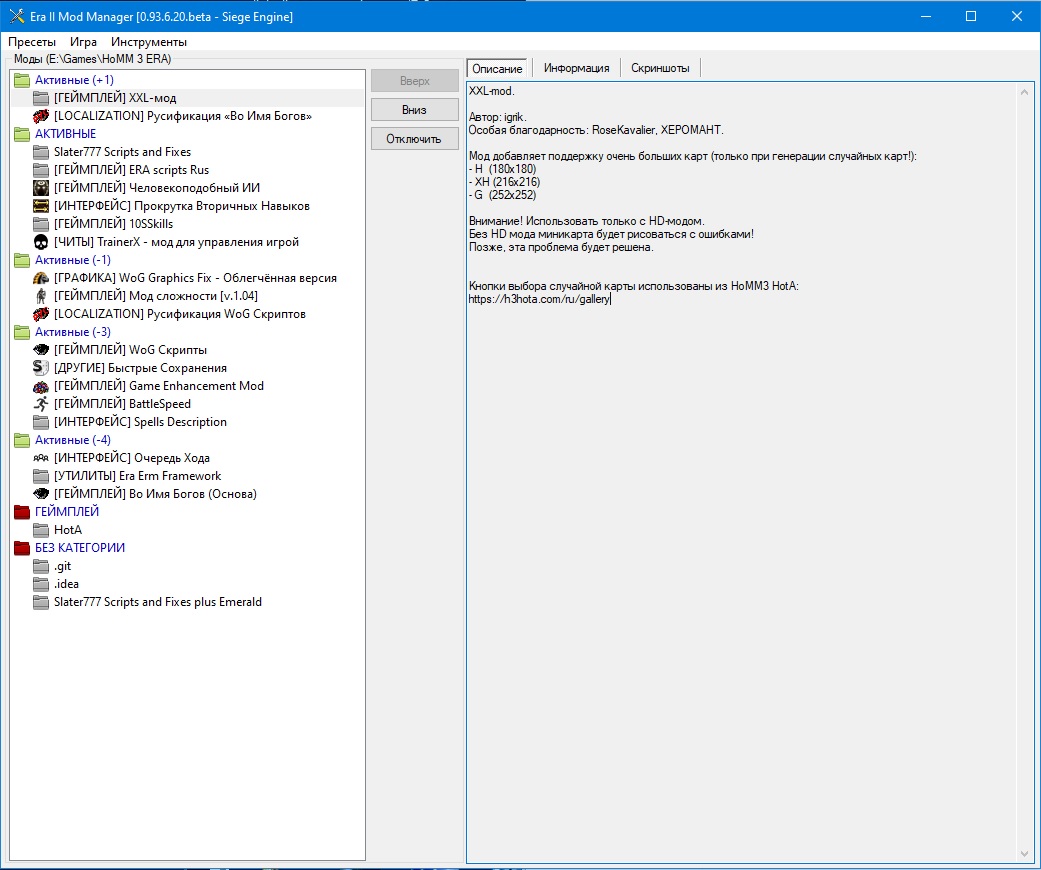 Era II Mod Manager [0.93.6.20.beta - Siege Engine]
Пресеты Игра Инструменты
Моды (E:\Games\HoMM 3 ERA)
Активные (+1)
[ГЕЙМПЛЕЙ] XXL-мод
[LOCALIZATION] Русификация «Во Имя Богов»
АКТИВНЫЕ
Slater777 Scripts and Fixes
[ГЕЙМПЛЕЙ] ERA scripts Rus
[ГЕЙМПЛЕЙ] Человекоподобный ИИ
[ИНТЕРФЕЙС] Прокрутка Вторичных Навыков
[ГЕЙМПЛЕЙ] 10SSkills
[ЧИТЫ] TrainerX - мод для управления игрой
Активные (-1)
[ГРАФИКА] WoG Graphics Fix - Облегчённая версия
[ГЕЙМПЛЕЙ] Мод сложности [v.1.04]
[LOCALIZATION] Русификация WoG Скриптов
Активные (-3)
[ГЕЙМПЛЕЙ] WoG Скрипты
[ДРУГИЕ] Быстрые Сохранения
[ГЕЙМПЛЕЙ] Game Enhancement Mod
[ГЕЙМПЛЕЙ] BattleSpeed
[ИНТЕРФЕЙС] Spells Description
Активные (-4)
[ИНТЕРФЕЙС] Очередь Хода
[УТИЛИТЫ] Era Erm Framework
[ГЕЙМПЛЕЙ] Во Имя Богов (Основа)
ГЕЙМПЛЕЙ
HotA
БЕЗ КАТЕГОРИИ
.git
.idea
Slater777 Scripts and Fixes plus Emerald
Вверх
Вниз
Отключить
Описание Информация Скриншоты
XXL-mod.
Автор: igrik.
Особая благодарность: RoseKavalier, ХЕРОМАНТ.
Мод добавляет поддержку очень больших карт (только при генерации случайных карт!):
- H (180x180)
- XH (216x216)
- G (252x252)
Внимание! Использовать только с HD-модом.
Без HD мода миникарта будет рисоваться с ошибками!
Позже, эта проблема будет решена.
Кнопки выбора случайной карты использованы из HoMM3 HotA:
https://h3hota.com/ru/gallery